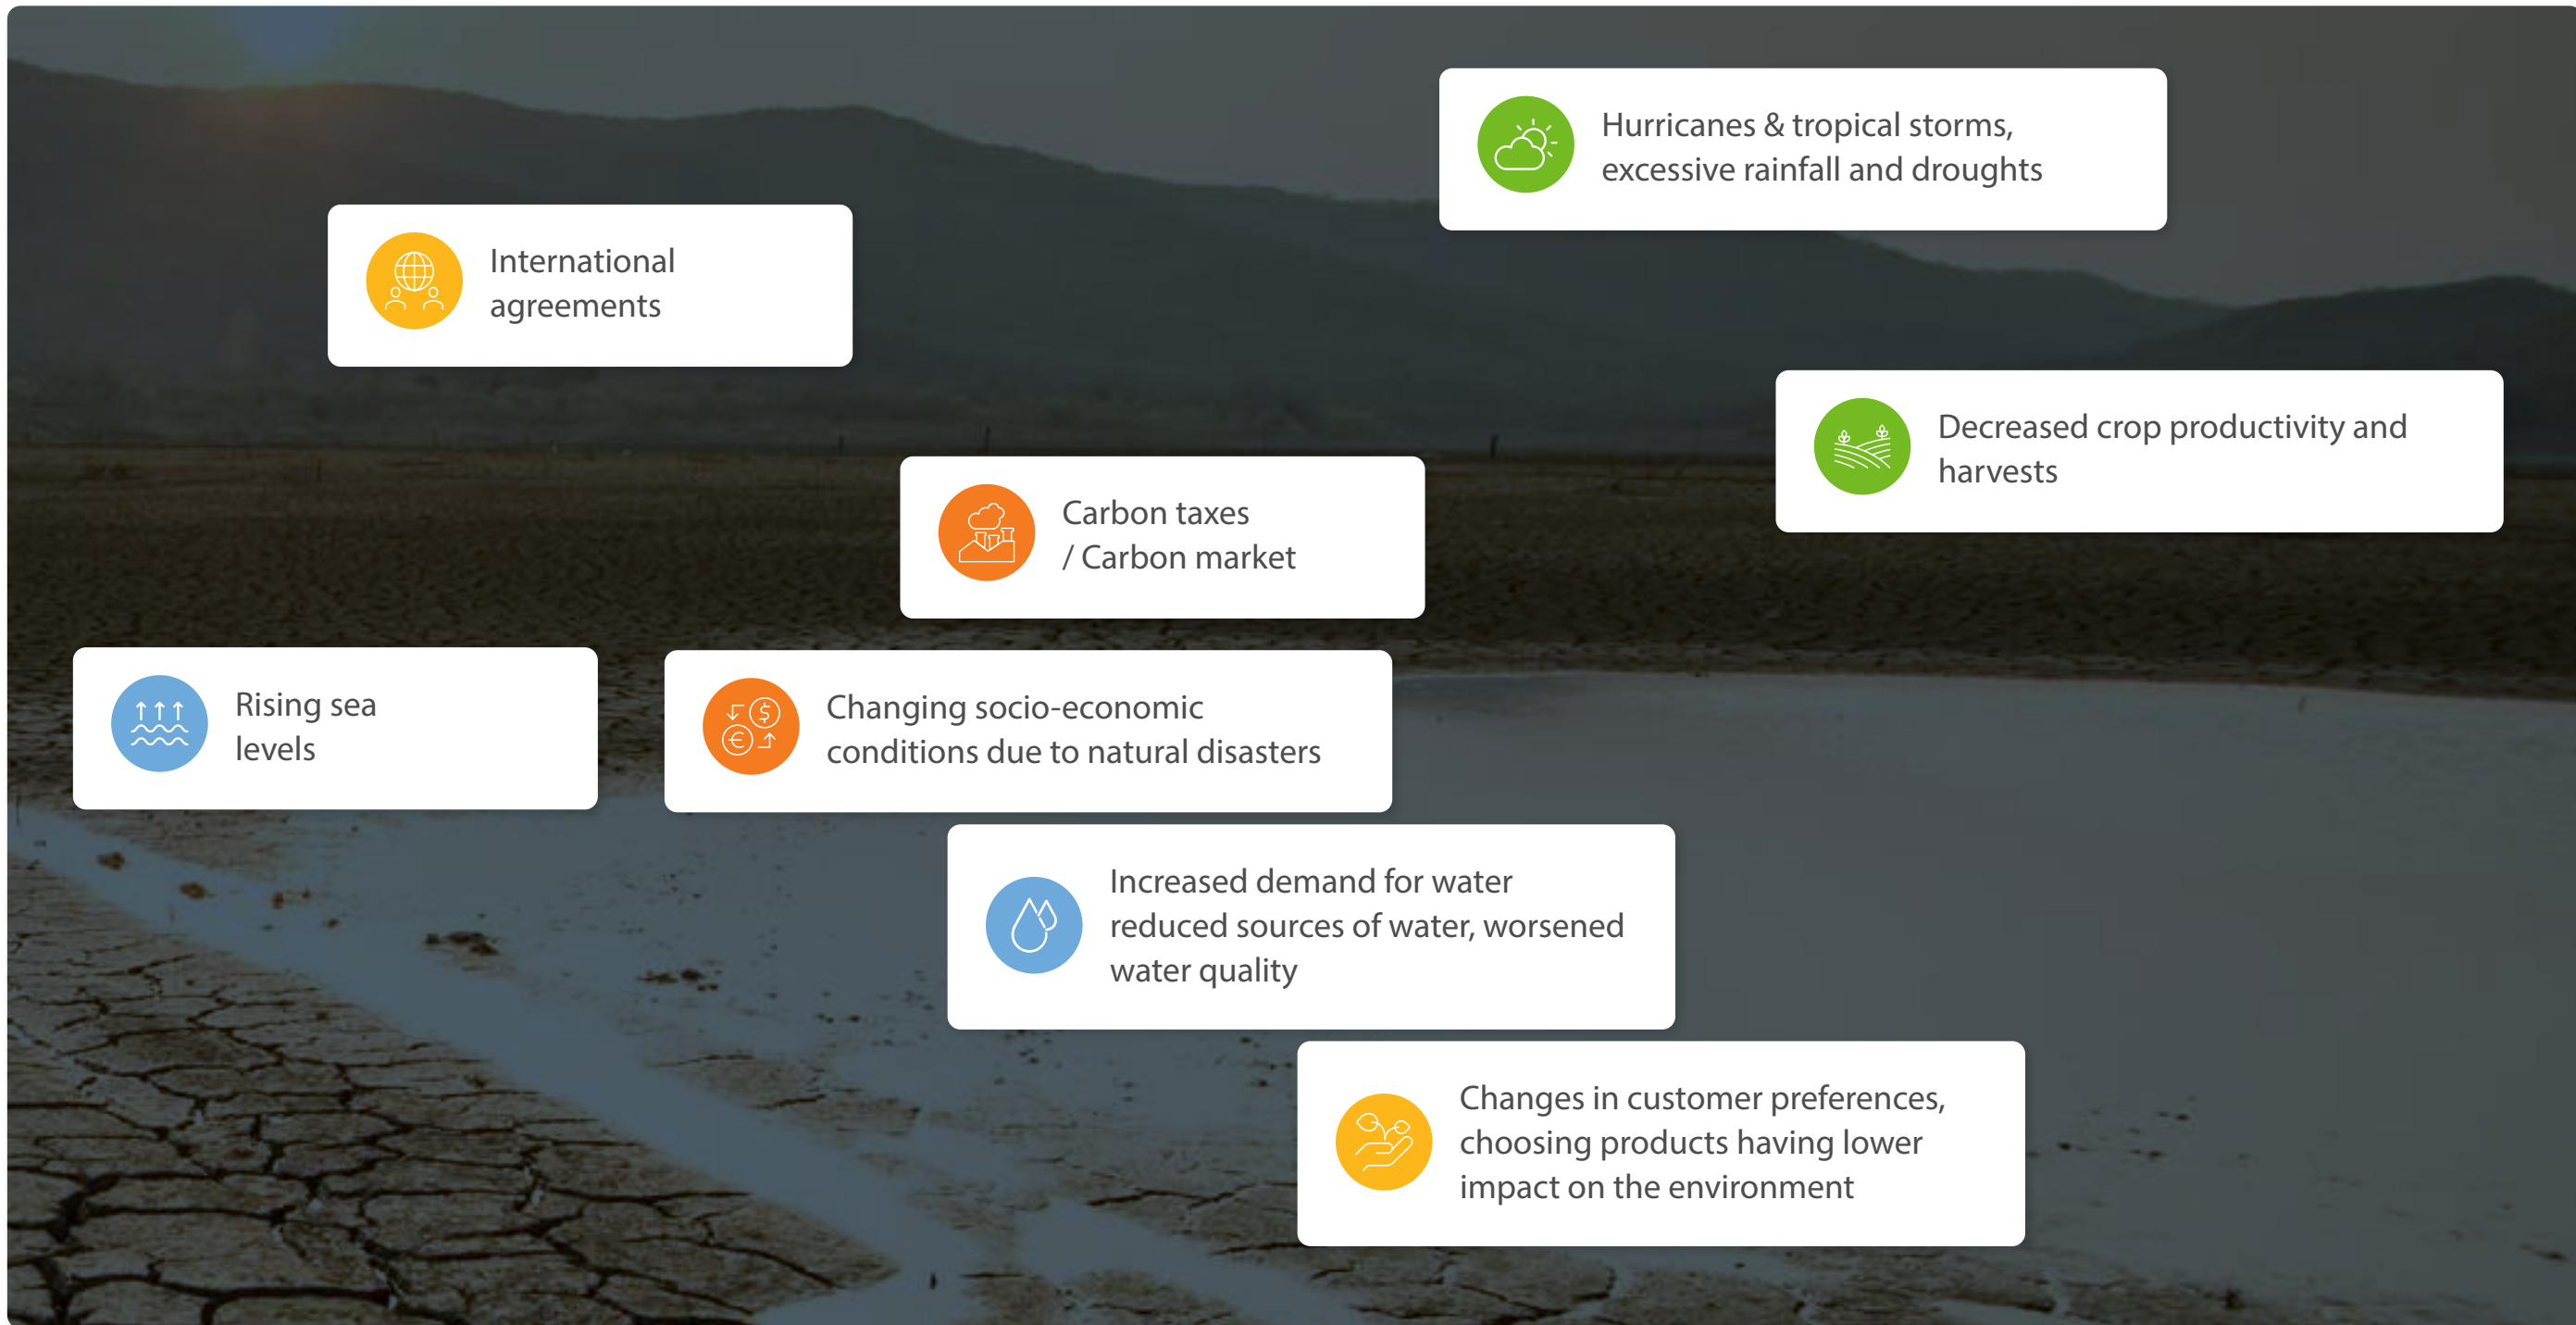 Hurricanes & tropical storms,
excessive rainfall and droughts
International
agreements
Decreased crop productivity and
harvests
Carbon taxes
/ Carbon market
Rising sea
levels
Changing socio-economic
conditions due to natural disasters
Increased demand for water
reduced sources of water, worsened
water quality
Changes in customer preferences,
choosing products having lower
impact on the environment